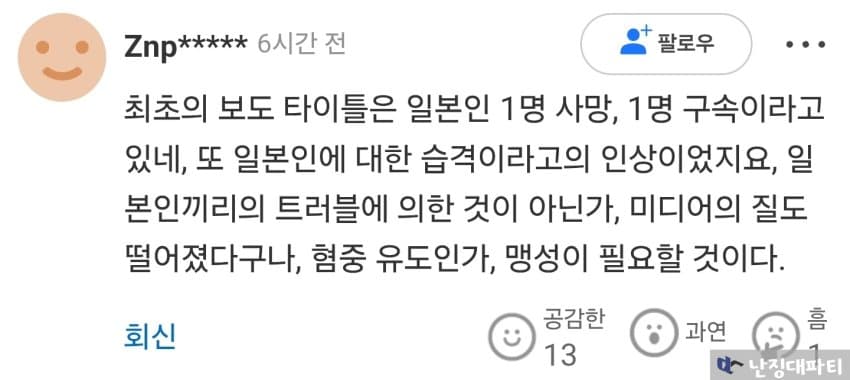 Znp***** 6시간 전
팔로우
최초의 보도 타이틀은 일본인 1명 사망, 1명 구속이라고
있네, 또 일본인에 대한 습격이라고의 인상이었지요, 일
본인끼리의 트러블에 의한 것이 아닌가, 미디어의 질도
떨어졌다구나, 혐중 유도인가, 맹성이 필요할 것이다.
회신
공감한
13
과연
흠
1
난징대파티